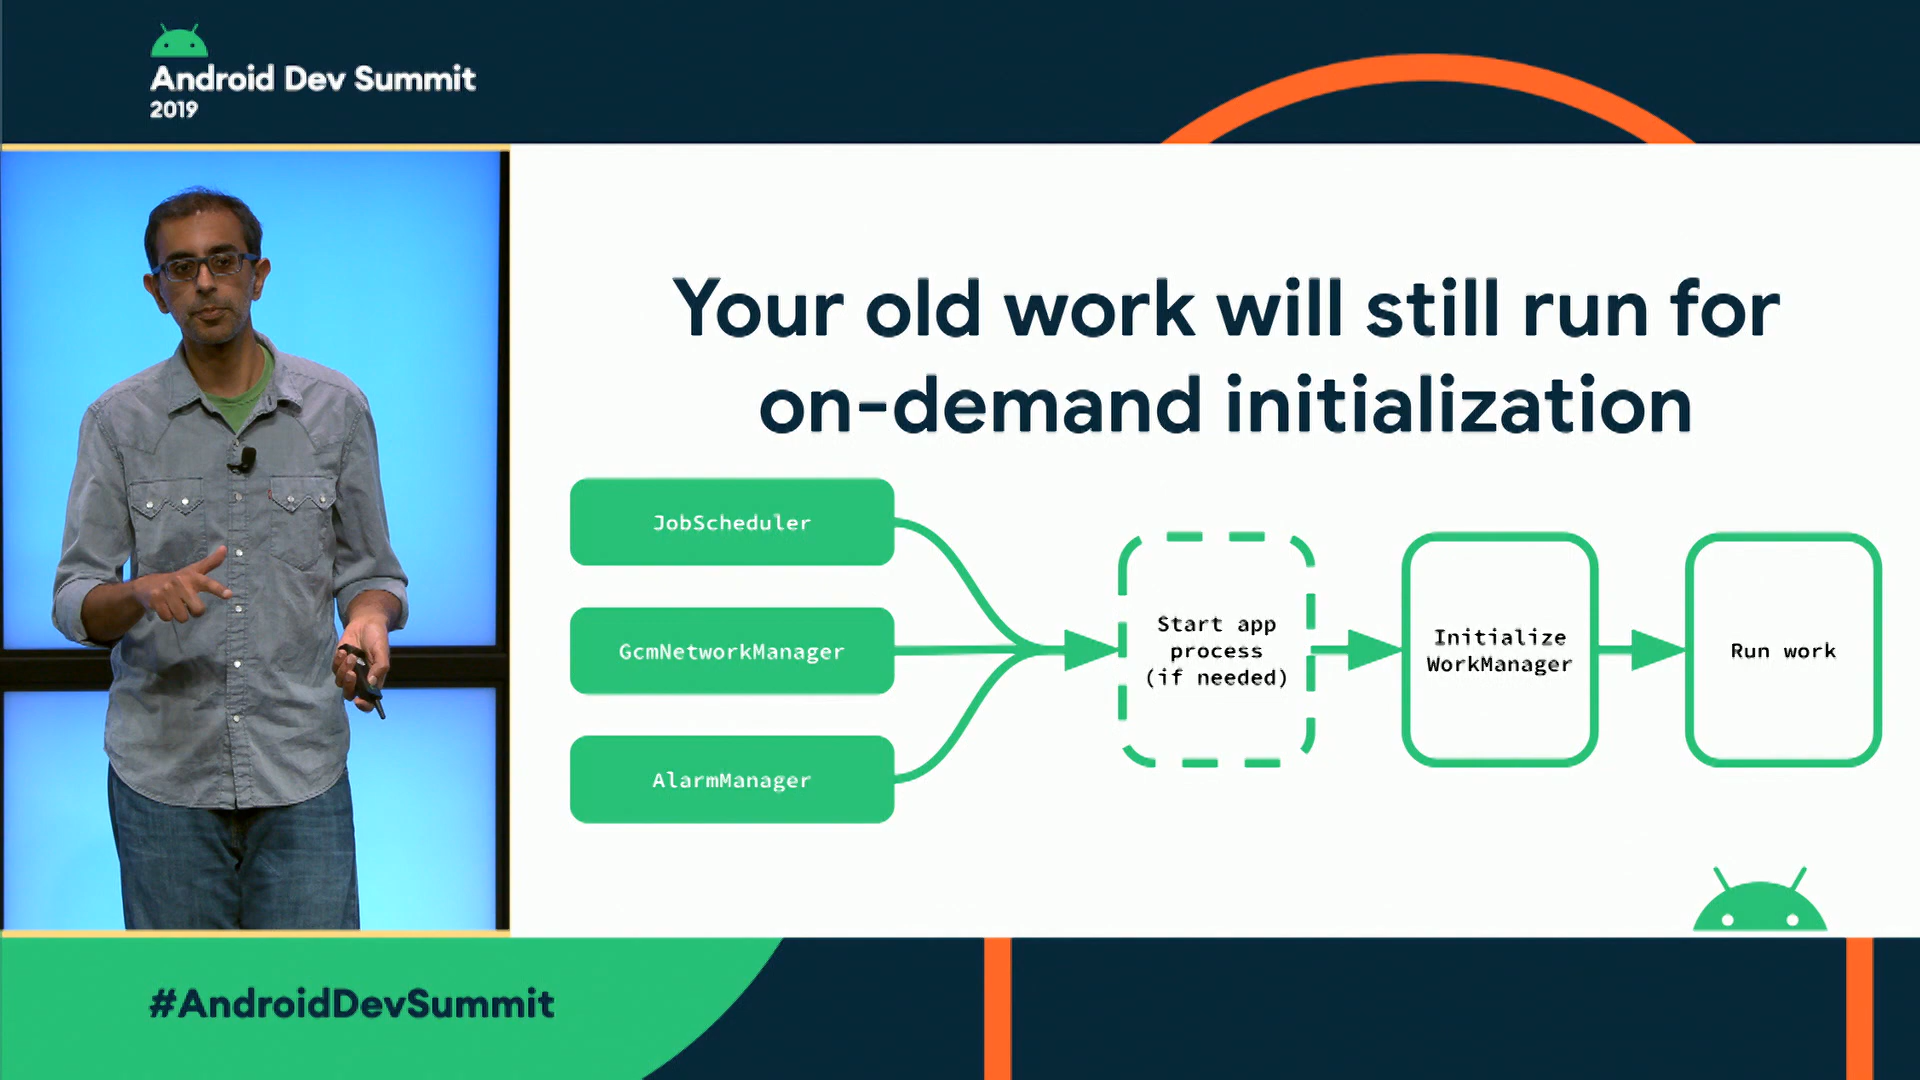 Android Dev Summit
2019
Your old work will still run for
on-demand initialization
JobScheduler
GcmNetworkManager
AlarmManager
Start app
process
(if needed)
Initialize
WorkManager
Run work
#AndroidDevSummit